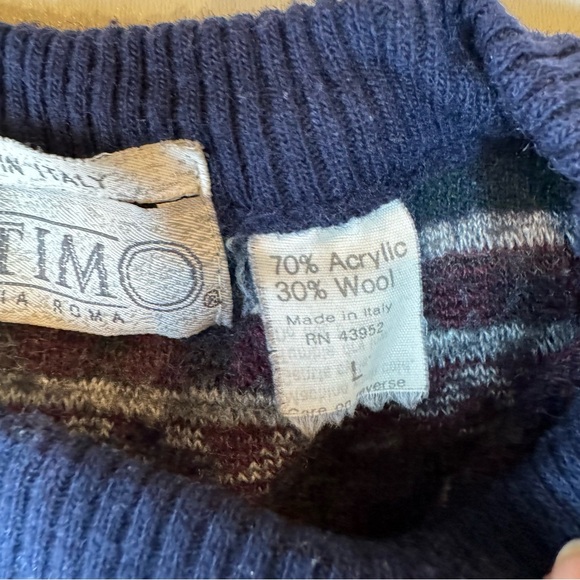 IN ITALY
TIMO®
IA ROMA
70% Acrylic
30% Wool
Made in Italy
RN 43952
L
Care on reverse